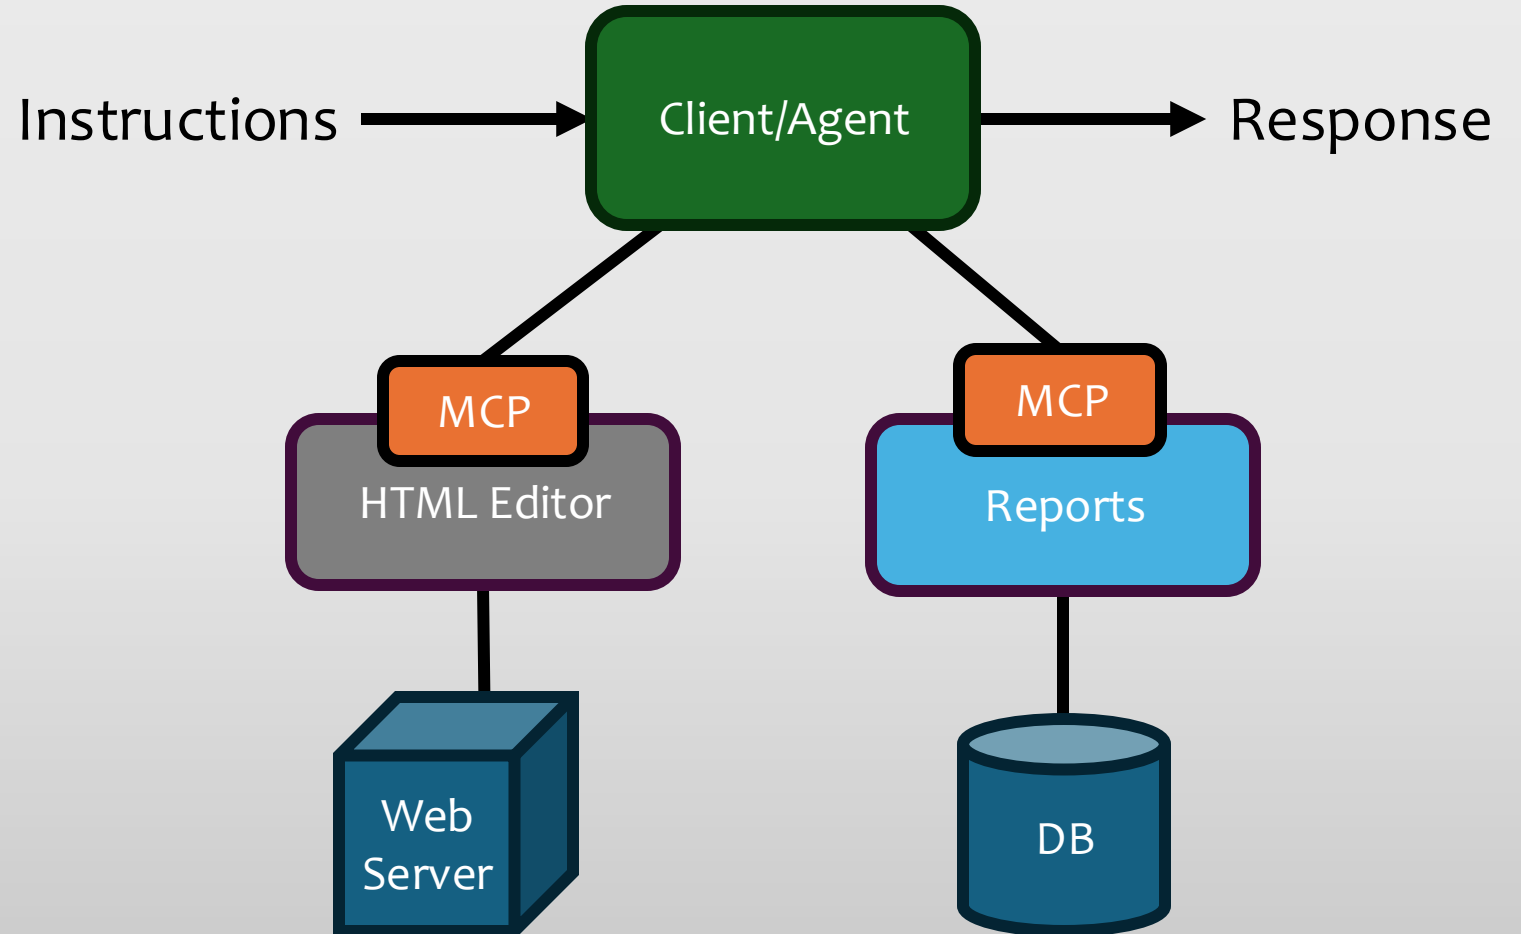 Instructions
Client/Agent
Response
MCP
MCP
HTML Editor
Reports
Web
Server
DB